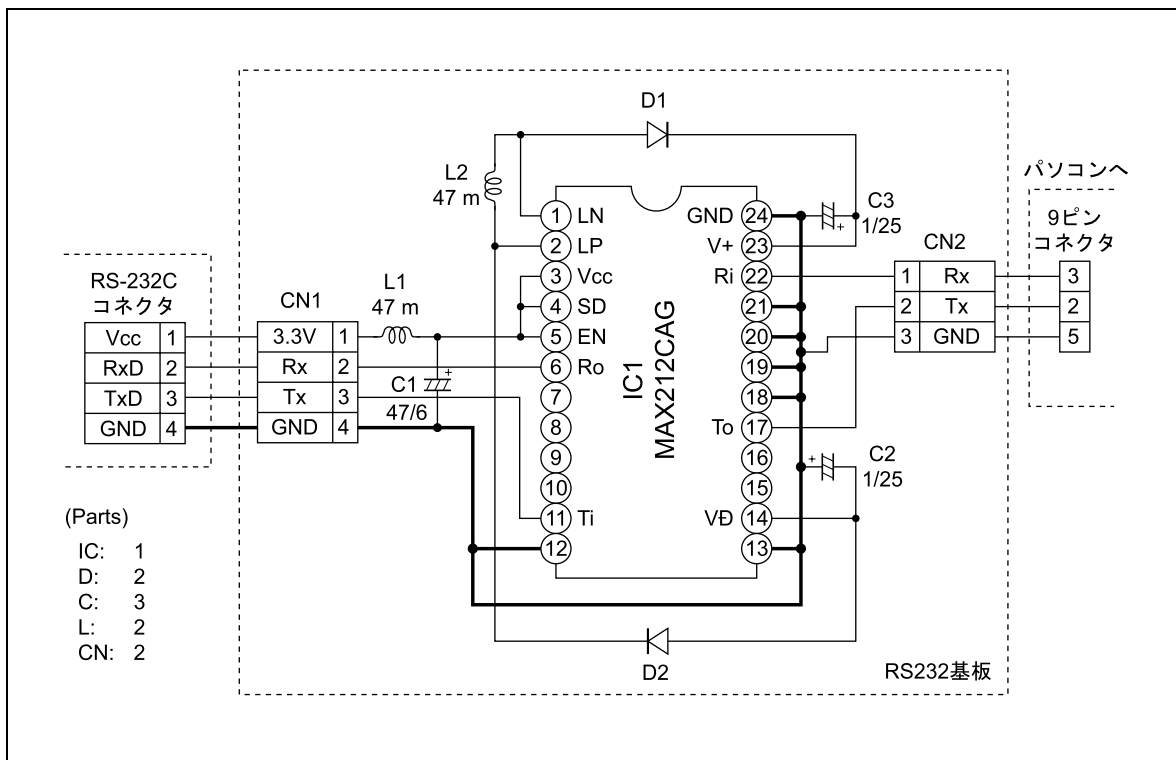 D1
L2
47 m
L1
47 m
RS-232C
コネクタ
Vcc 1
RxD 2
TxD 3
GND 4
CN1
3.3V 1
Rx 2
Tx 3
GND 4
C1
47/6
+
1 LN
2 LP
3 Vcc
4 SD
5 EN
6 Ro
7
8
9
10
11 Ti
12
IC1
MAX212CAG
GND 24
V+ 23
Ri 22
21
20
19
18
To 17
16
15
VĐ 14
13
C3
1/25
+
C2
1/25
+
CN2
1 Rx
2 Tx
3 GND
パソコンへ
9ピン
コネクタ
3
2
5
D2
RS232基板
(Parts)
IC: 1
D: 2
C: 3
L: 2
CN: 2